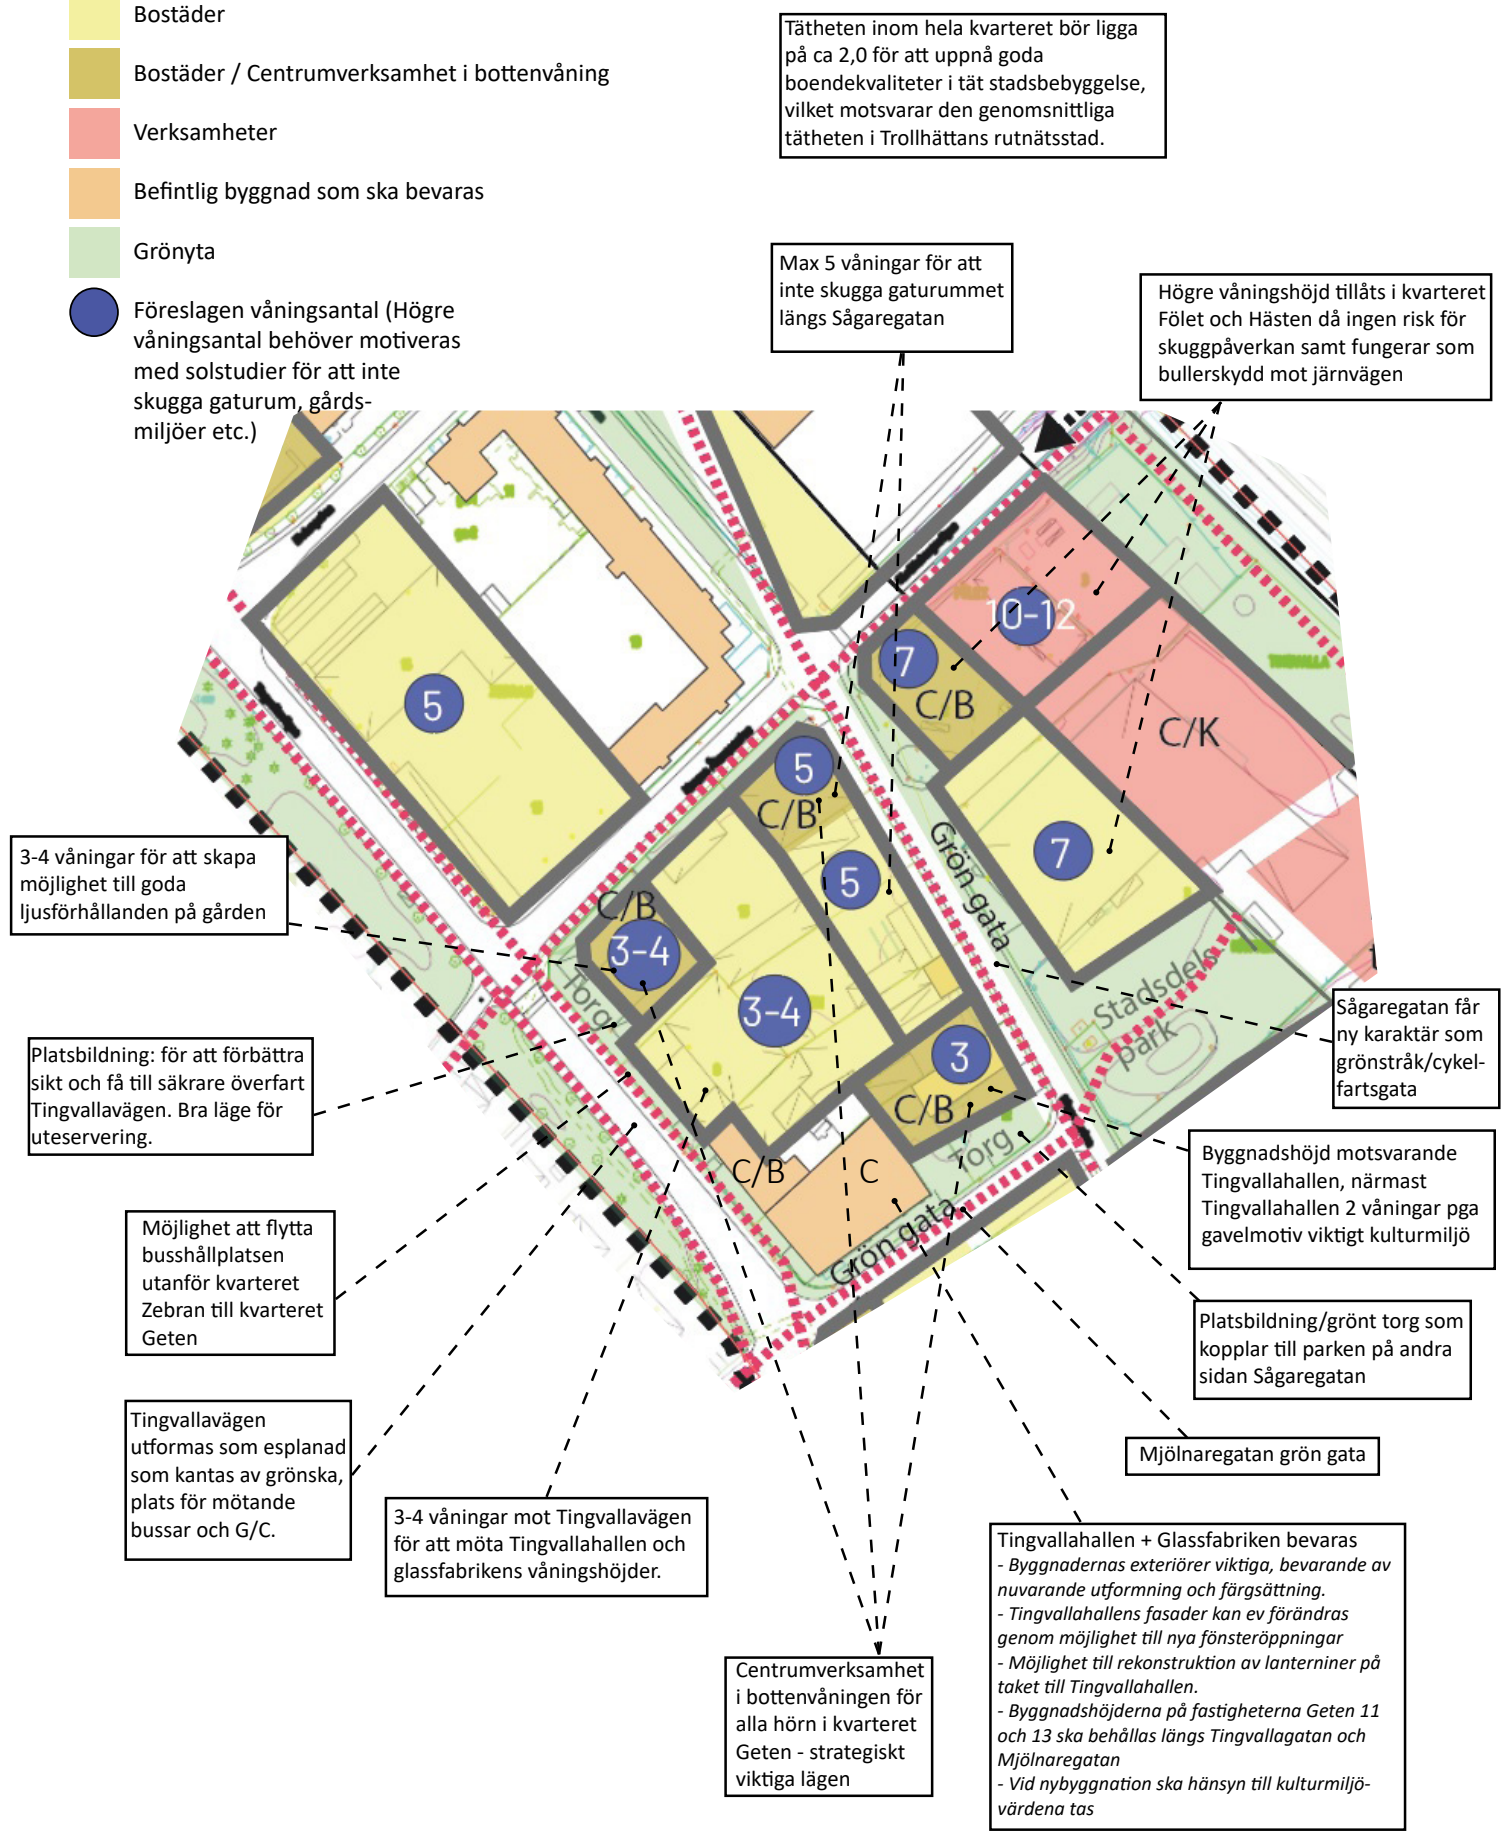 Bostäder
Bostäder / Centrumverksamhet i bottenvåning
Verksamheter
Befintlig byggnad som ska bevaras
Grönyta
Föreslagen våningsantal (Högre
våningsantal behöver motiveras
med solstudier för att inte
skugga gaturum, gårds-
miljöer etc.)
Tätheten inom hela kvarteret bör ligga
på ca 2,0 för att uppnå goda
boendekvaliteter i tät stadsbebyggelse,
vilket motsvarar den genomsnittliga
tätheten i Trollhättans rutnätsstad.
Max 5 våningar för att
inte skugga gaturummet
längs Sågaregatan
Högre våningshöjd tillåts i kvarteret
Fölet och Hästen då ingen risk för
skuggpåverkan samt fungerar som
bullerskydd mot järnvägen
10-12
7
C/B
5
C/K
5
C/B
7
Grön gata
5
C/B
3-4
Torg
3-4
Stadsdels
park
3
C/B
Torg
C/B
C
Grön gata
3-4 våningar för att skapa
möjlighet till goda
ljusförhållanden på gården
Platsbildning: för att förbättra
sikt och få till säkrare överfart
Tingvallavägen. Bra läge för
uteservering.
Möjlighet att flytta
busshållplatsen
utanför kvarteret
Zebran till kvarteret
Geten
Tingvallavägen
utformas som esplanad
som kantas av grönska,
plats för mötande
bussar och G/C.
3-4 våningar mot Tingvallavägen
för att möta Tingvallahallen och
glassfabrikens våningshöjder.
Centrumverksamhet
i bottenvåningen för
alla hörn i kvarteret
Geten - strategiskt
viktiga lägen
Sågaregatan får
ny karaktär som
grönstråk/cykel-
fartsgata
Byggnadshöjd motsvarande
Tingvallahallen, närmast
Tingvallahallen 2 våningar pga
gavelmotiv viktigt kulturmiljö
Platsbildning/grönt torg som
kopplar till parken på andra
sidan Sågaregatan
Mjölnaregatan grön gata
Tingvallahallen + Glassfabriken bevaras
- Byggnadernas exteriörer viktiga, bevarande av
nuvarande utformning och färgsättning.
- Tingvallahallens fasader kan ev förändras
genom möjlighet till nya fönsteröppningar
- Möjlighet till rekonstruktion av lanterniner på
taket till Tingvallahallen.
- Byggnadshöjderna på fastigheterna Geten 11
och 13 ska behållas längs Tingvallagatan och
Mjölnaregatan
- Vid nybyggnation ska hänsyn till kulturmiljö-
värdena tas